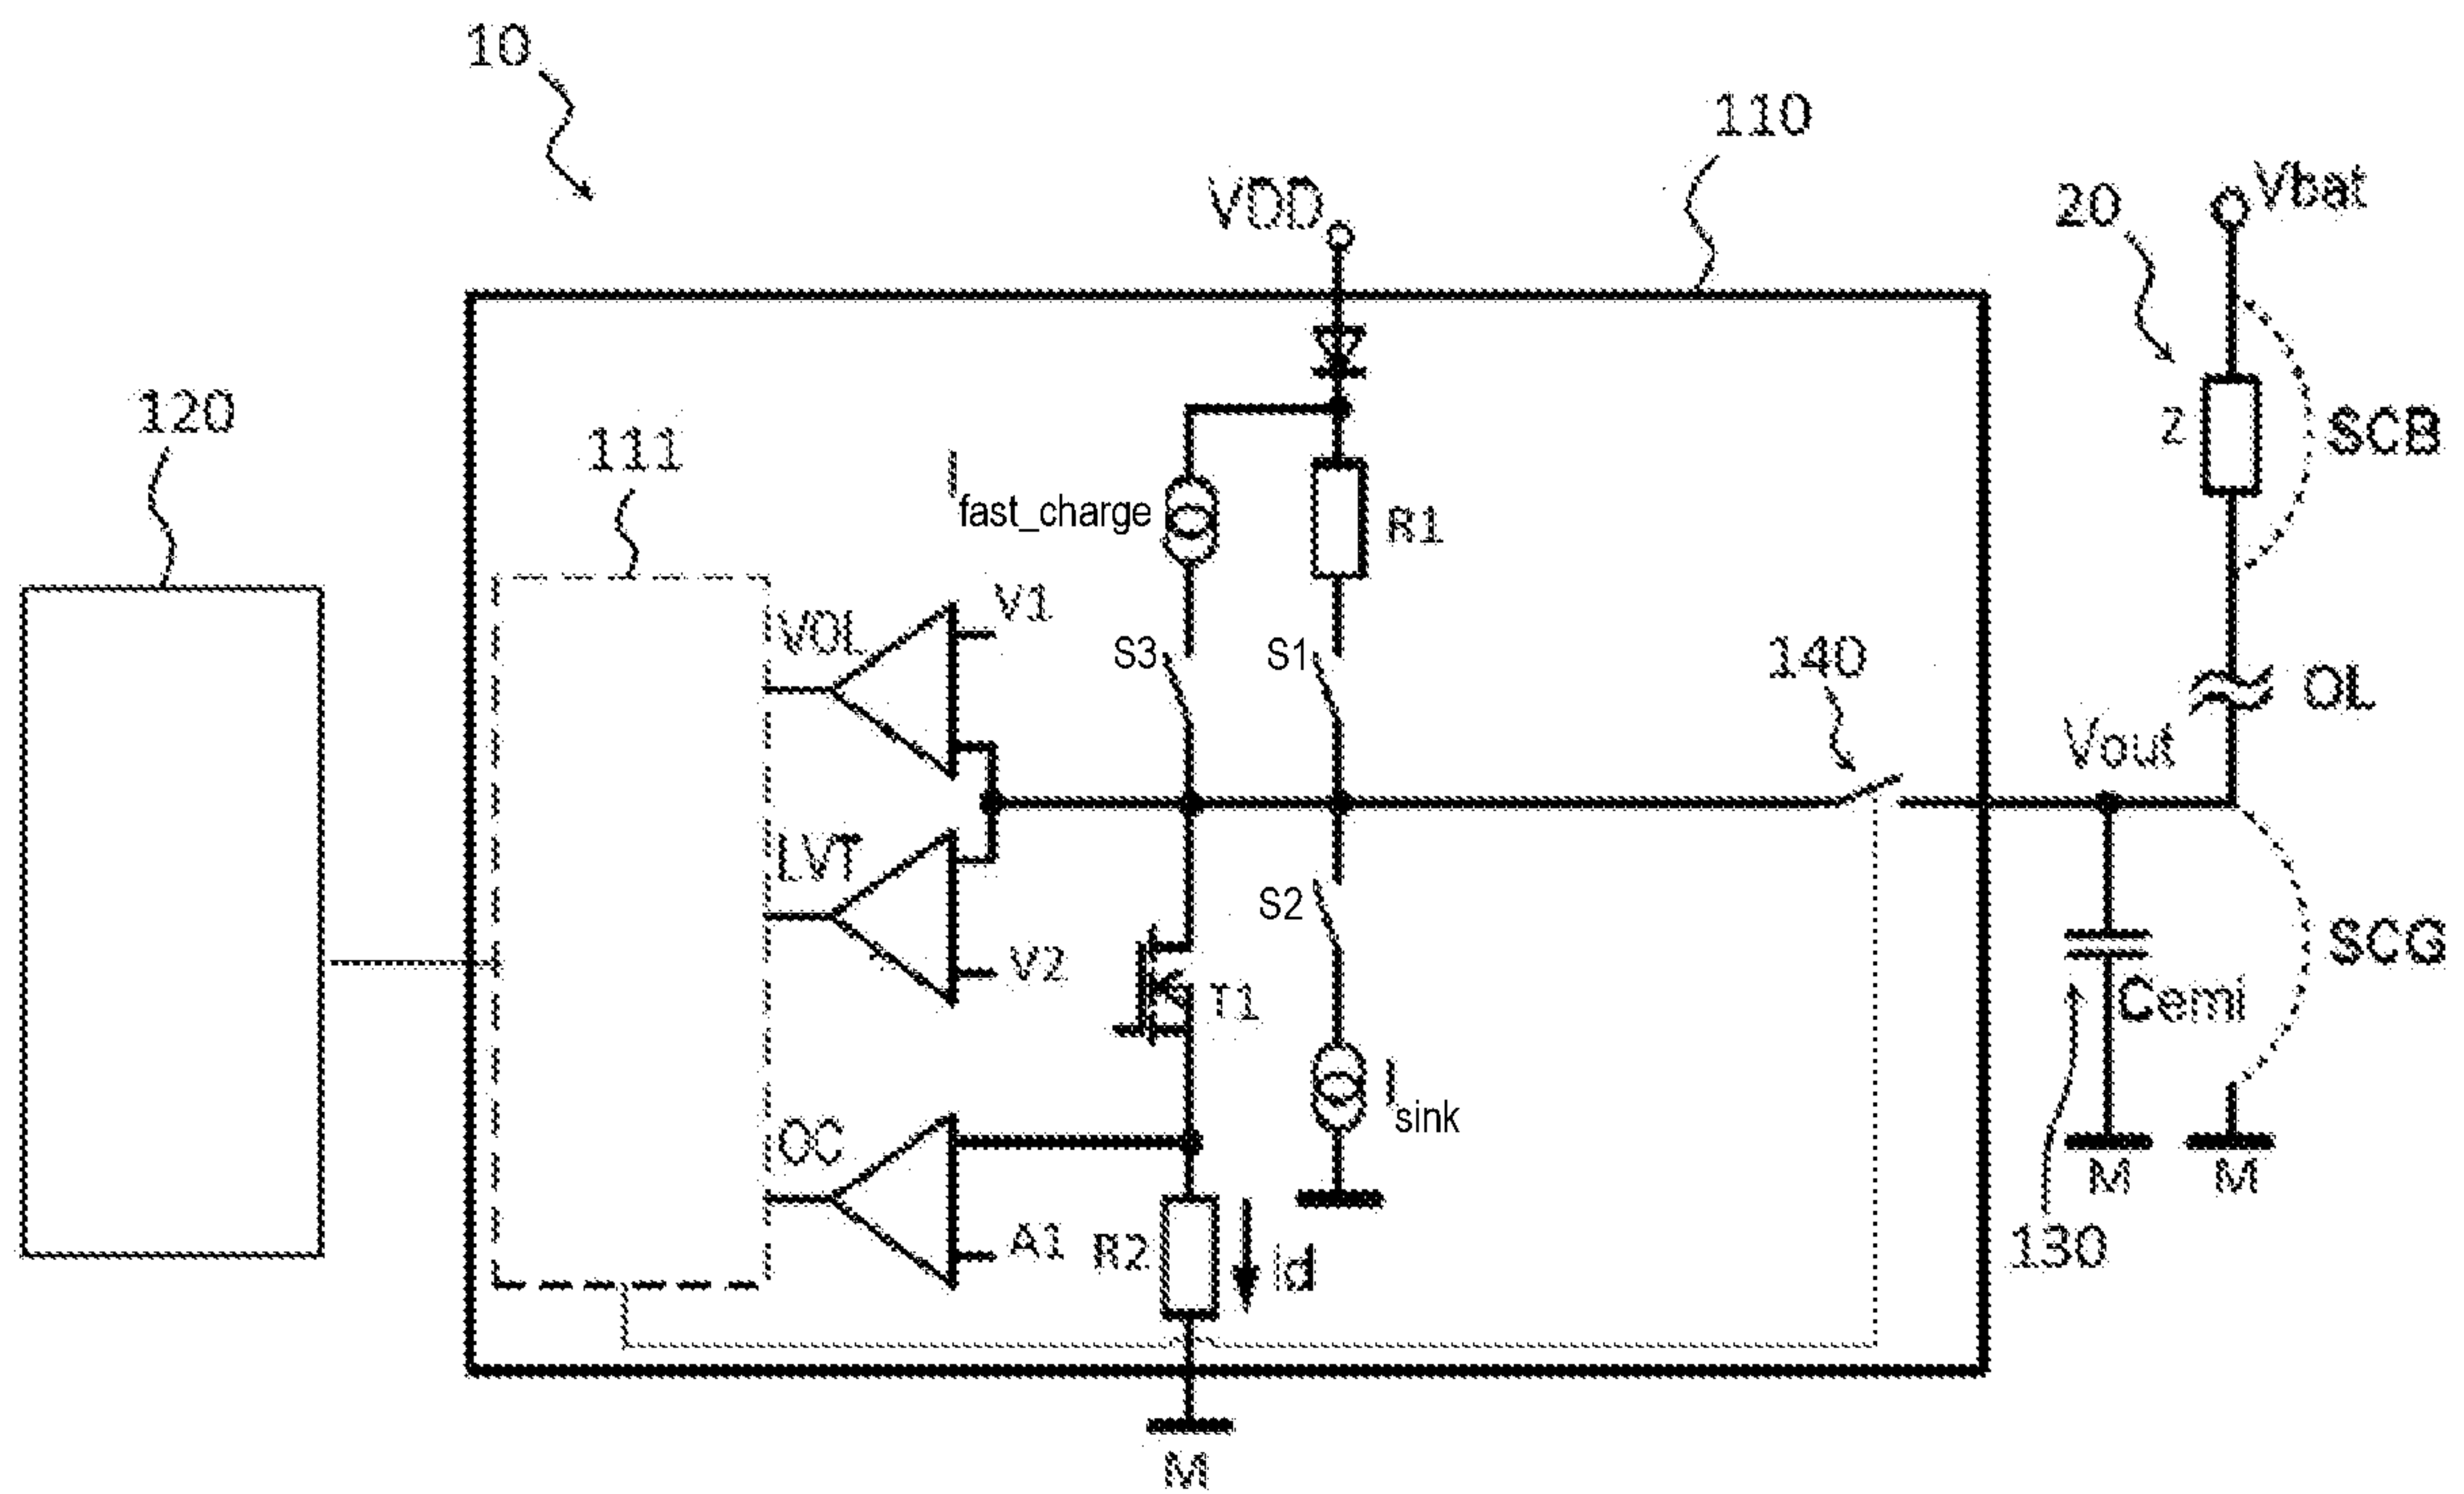 10
110
VDD
Vbat
20
120
111
I fast_charge
R1
Z
SCB
VOL
V1
S3
S1
140
OL
Vout
LVT
V2
S2
T1
SCG
Cemi
OC
A1
R2
Id
I sink
M
M
130
M